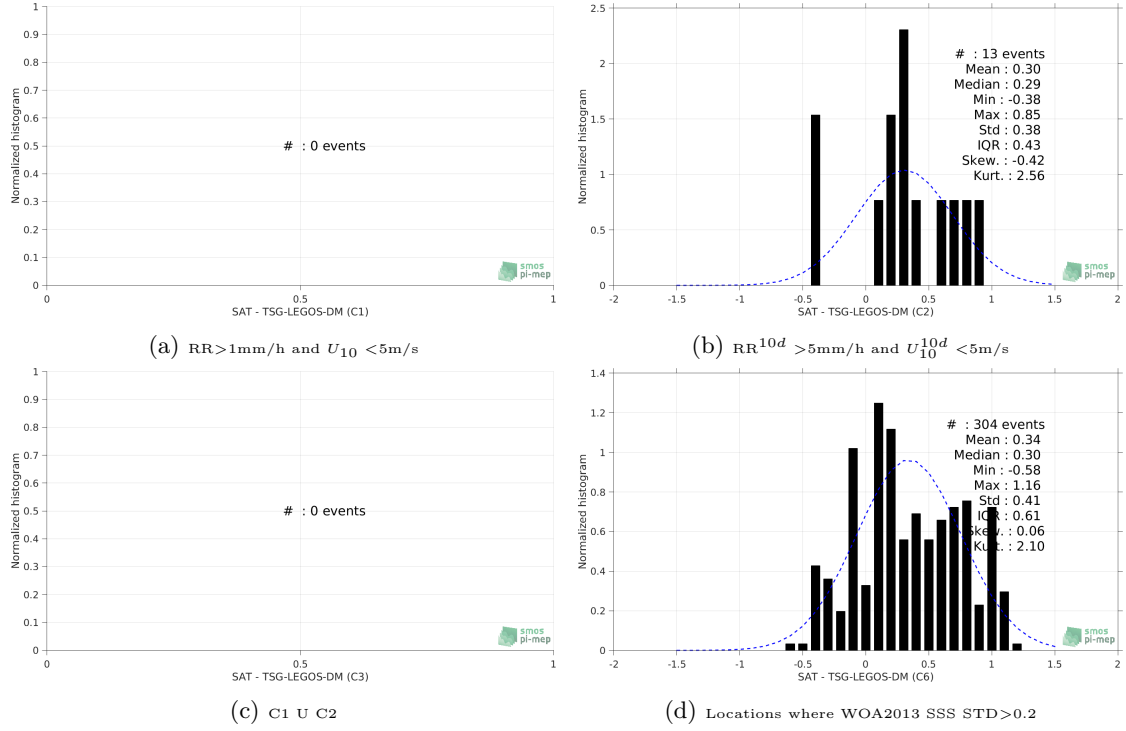 1
0.9
0.8
0.7
0.6
0.5
0.4
0.3
0.2
0.1
0
Normalized histogram
# : 0 events
smos
pi-mep
0 0.5 1
SAT - TSG-LEGOS-DM (C1)
(a) RR>1mm/h and U10 <5m/s
2.5
2
1.5
1
0.5
0
Normalized histogram
# : 13 events
Mean : 0.30
Median : 0.29
Min : -0.38
Max : 0.85
Std : 0.38
IQR : 0.43
Skew. : -0.42
Kurt. : 2.56
smos
pi-mep
-2 -1.5 -1 -0.5 0 0.5 1 1.5 2
SAT - TSG-LEGOS-DM (C2)
(b) RR^10d >5mm/h and U10^10d <5m/s
1
0.9
0.8
0.7
0.6
0.5
0.4
0.3
0.2
0.1
0
Normalized histogram
# : 0 events
smos
pi-mep
0 0.5 1
SAT - TSG-LEGOS-DM (C3)
(c) C1 U C2
1.4
1.2
1
0.8
0.6
0.4
0.2
0
Normalized histogram
# : 304 events
Mean : 0.34
Median : 0.30
Min : -0.58
Max : 1.16
Std : 0.41
IQR : 0.61
Skew. : 0.06
Kurt. : 2.10
smos
pi-mep
-2 -1.5 -1 -0.5 0 0.5 1 1.5 2
SAT - TSG-LEGOS-DM (C6)
(d) Locations where WOA2013 SSS STD>0.2